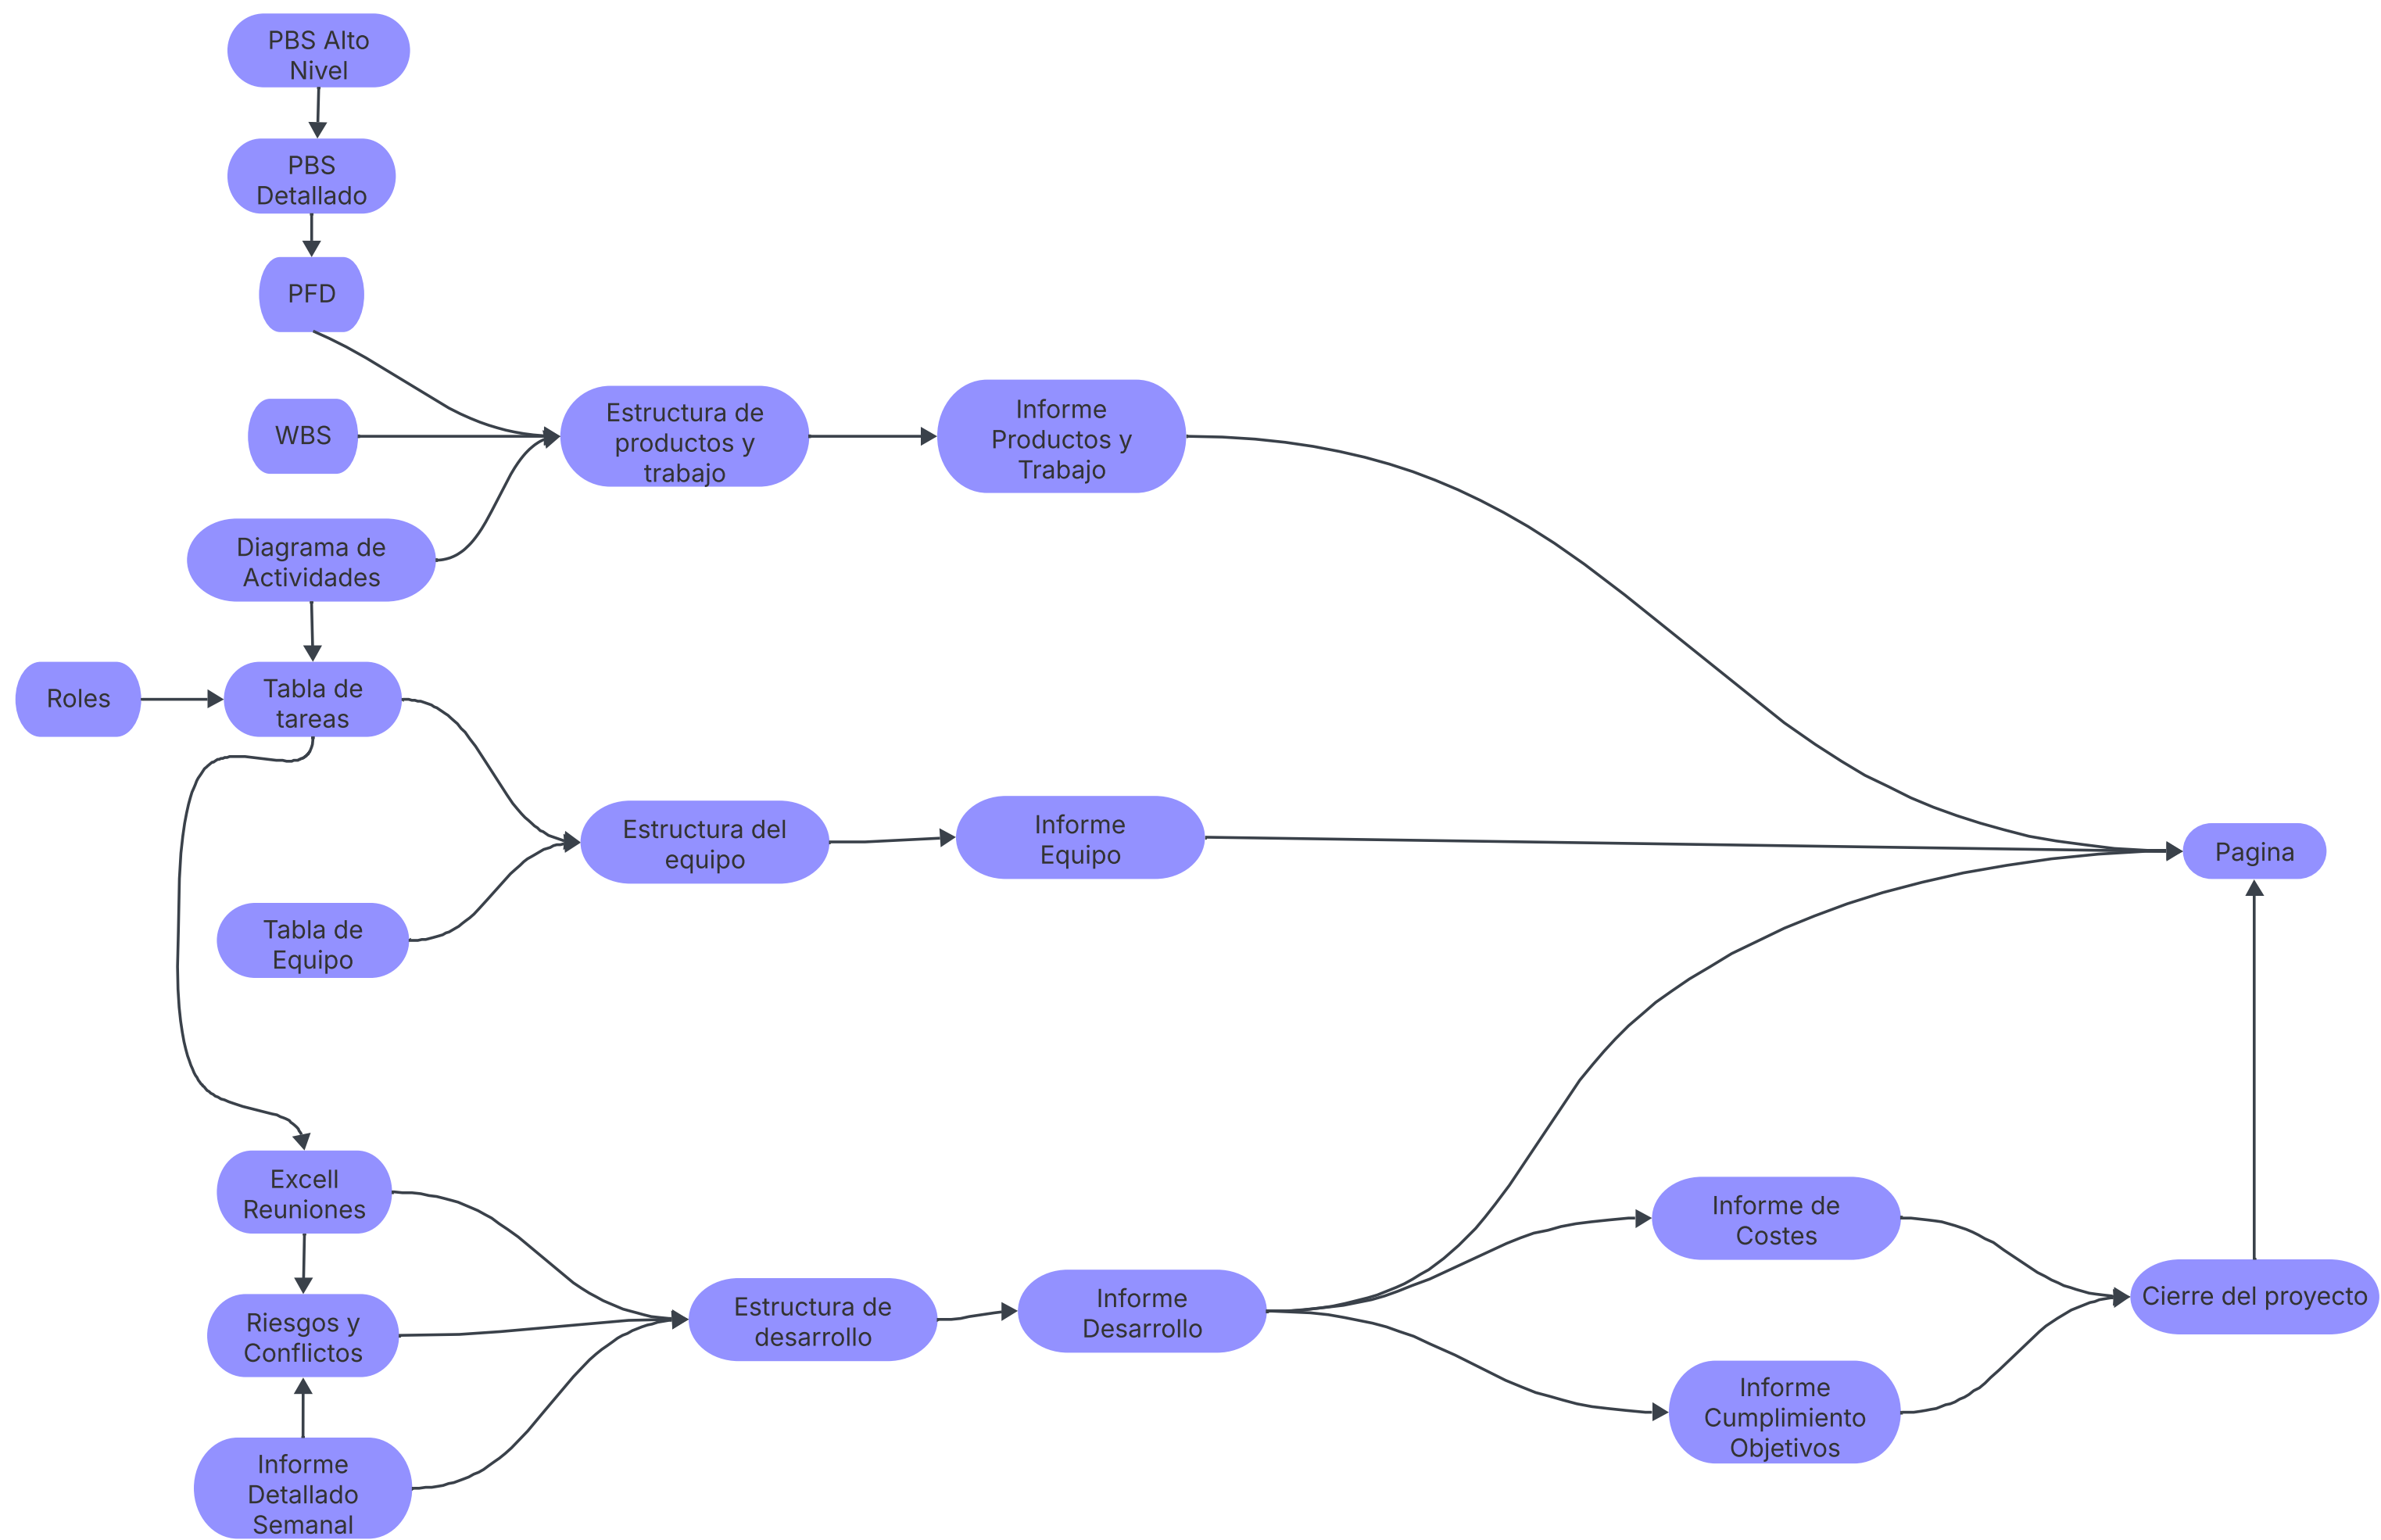 PBS Alto
Nivel
PBS
Detallado
PFD
WBS
Estructura de
productos y
trabajo
Informe
Productos y
Trabajo
Diagrama de
Actividades
Roles
Tabla de
tareas
Estructura del
equipo
Informe
Equipo
Pagina
Tabla de
Equipo
Excell
Reuniones
Riesgos y
Conflictos
Informe
Detallado
Semanal
Estructura de
desarrollo
Informe
Desarrollo
Informe de
Costes
Informe
Cumplimiento
Objetivos
Cierre del proyecto